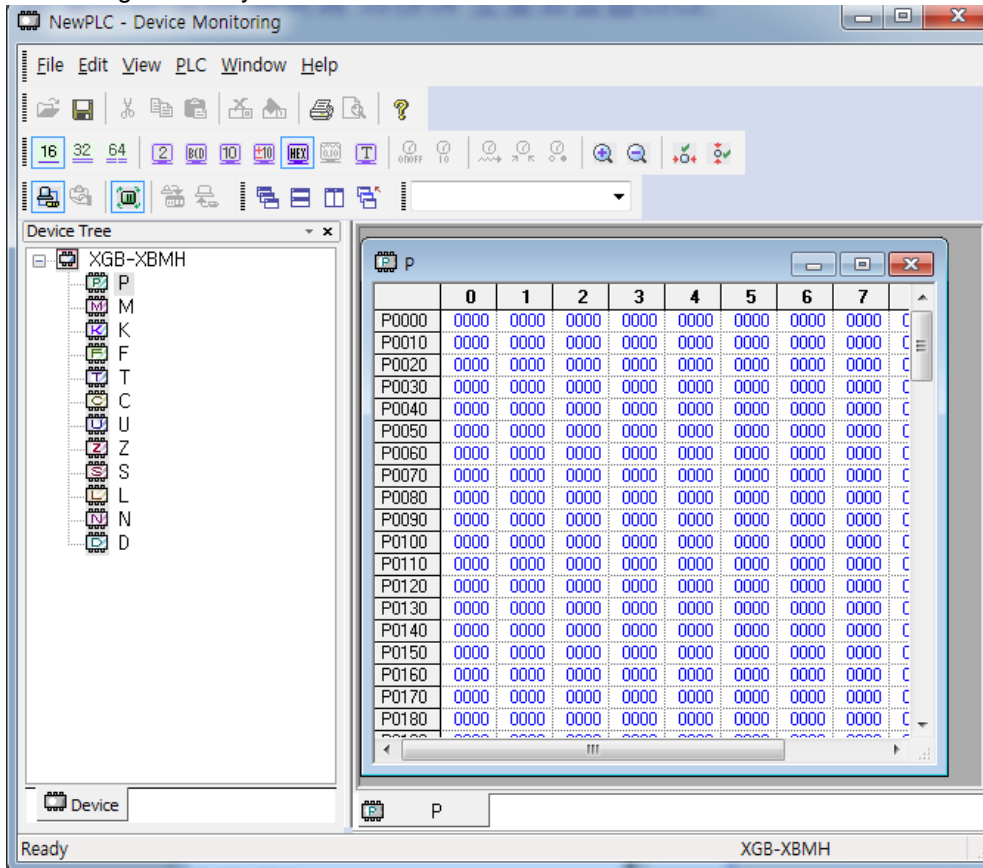 NewPLC - Device Monitoring
File Edit View PLC Window Help
16 32 64 2 BCD 10 ±10 HEX T
Device Tree
XGB-XBMH
P
M
K
F
T
C
U
Z
S
L
N
D
P
0 1 2 3 4 5 6 7
P0000 0000 0000 0000 0000 0000 0000 0000 0000
P0010 0000 0000 0000 0000 0000 0000 0000 0000
P0020 0000 0000 0000 0000 0000 0000 0000 0000
P0030 0000 0000 0000 0000 0000 0000 0000 0000
P0040 0000 0000 0000 0000 0000 0000 0000 0000
P0050 0000 0000 0000 0000 0000 0000 0000 0000
P0060 0000 0000 0000 0000 0000 0000 0000 0000
P0070 0000 0000 0000 0000 0000 0000 0000 0000
P0080 0000 0000 0000 0000 0000 0000 0000 0000
P0090 0000 0000 0000 0000 0000 0000 0000 0000
P0100 0000 0000 0000 0000 0000 0000 0000 0000
P0110 0000 0000 0000 0000 0000 0000 0000 0000
P0120 0000 0000 0000 0000 0000 0000 0000 0000
P0130 0000 0000 0000 0000 0000 0000 0000 0000
P0140 0000 0000 0000 0000 0000 0000 0000 0000
P0150 0000 0000 0000 0000 0000 0000 0000 0000
P0160 0000 0000 0000 0000 0000 0000 0000 0000
P0170 0000 0000 0000 0000 0000 0000 0000 0000
P0180 0000 0000 0000 0000 0000 0000 0000 0000
Device
P
Ready XGB-XBMH